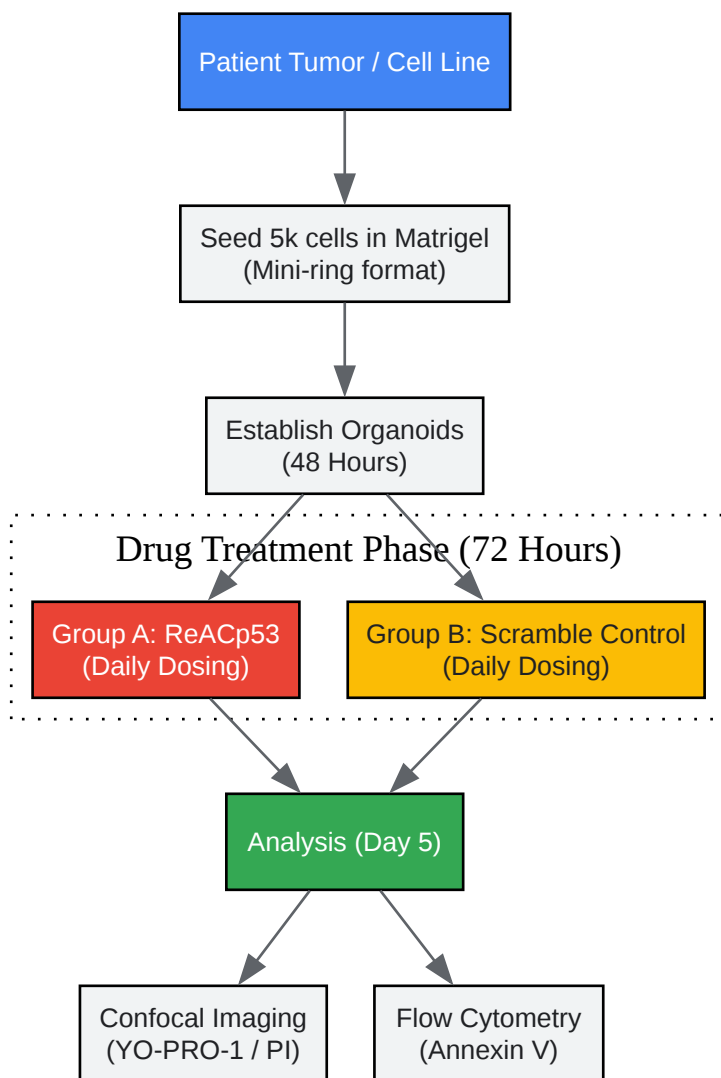 Patient Tumor / Cell Line
Seed 5k cells in Matrigel
(Mini-ring format)
Establish Organoids
(48 Hours)
Drug Treatment Phase (72 Hours)
Group A: ReACp53
(Daily Dosing)
Group B: Scramble Control
(Daily Dosing)
Analysis (Day 5)
Confocal Imaging
(YO-PRO-1 / PI)
Flow Cytometry
(Annexin V)